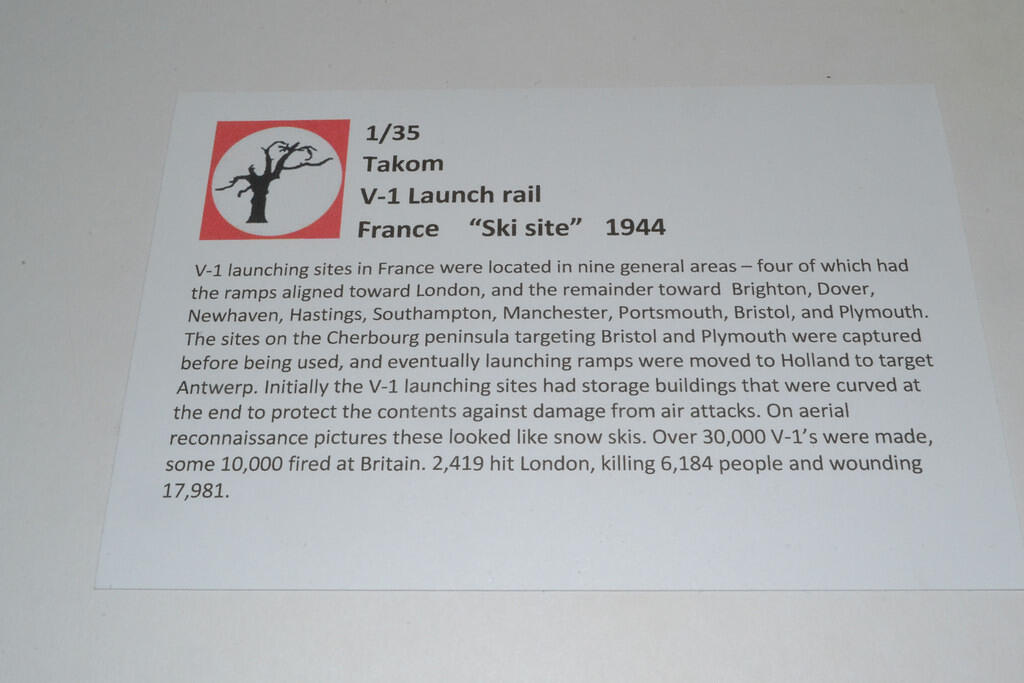 1/35
Takom
V-1 Launch rail
France “Ski site” 1944
V-1 launching sites in France were located in nine general areas – four of which had
the ramps aligned toward London, and the remainder toward Brighton, Dover,
Newhaven, Hastings, Southampton, Manchester, Portsmouth, Bristol, and Plymouth.
The sites on the Cherbourg peninsula targeting Bristol and Plymouth were captured
before being used, and eventually launching ramps were moved to Holland to target
Antwerp. Initially the V-1 launching sites had storage buildings that were curved at
the end to protect the contents against damage from air attacks. On aerial
reconnaissance pictures these looked like snow skis. Over 30,000 V-1’s were made,
some 10,000 fired at Britain. 2,419 hit London, killing 6,184 people and wounding
17,981.